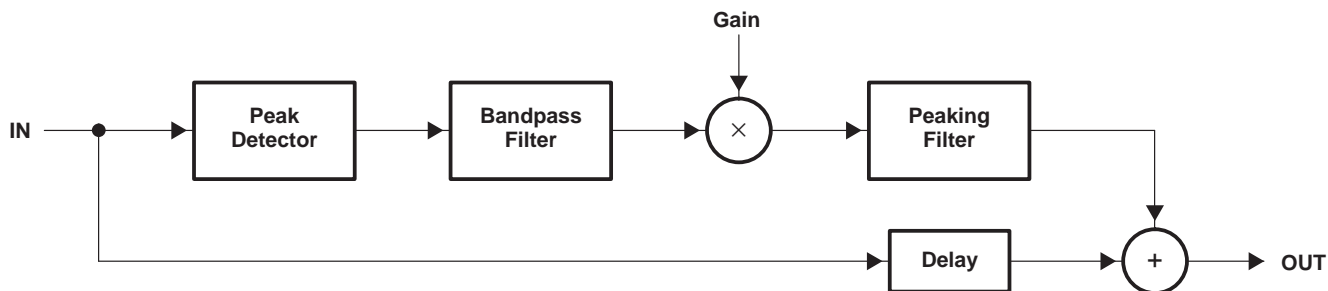 Gain
IN
Peak
Detector
Bandpass
Filter
×
Peaking
Filter
Delay
+
OUT